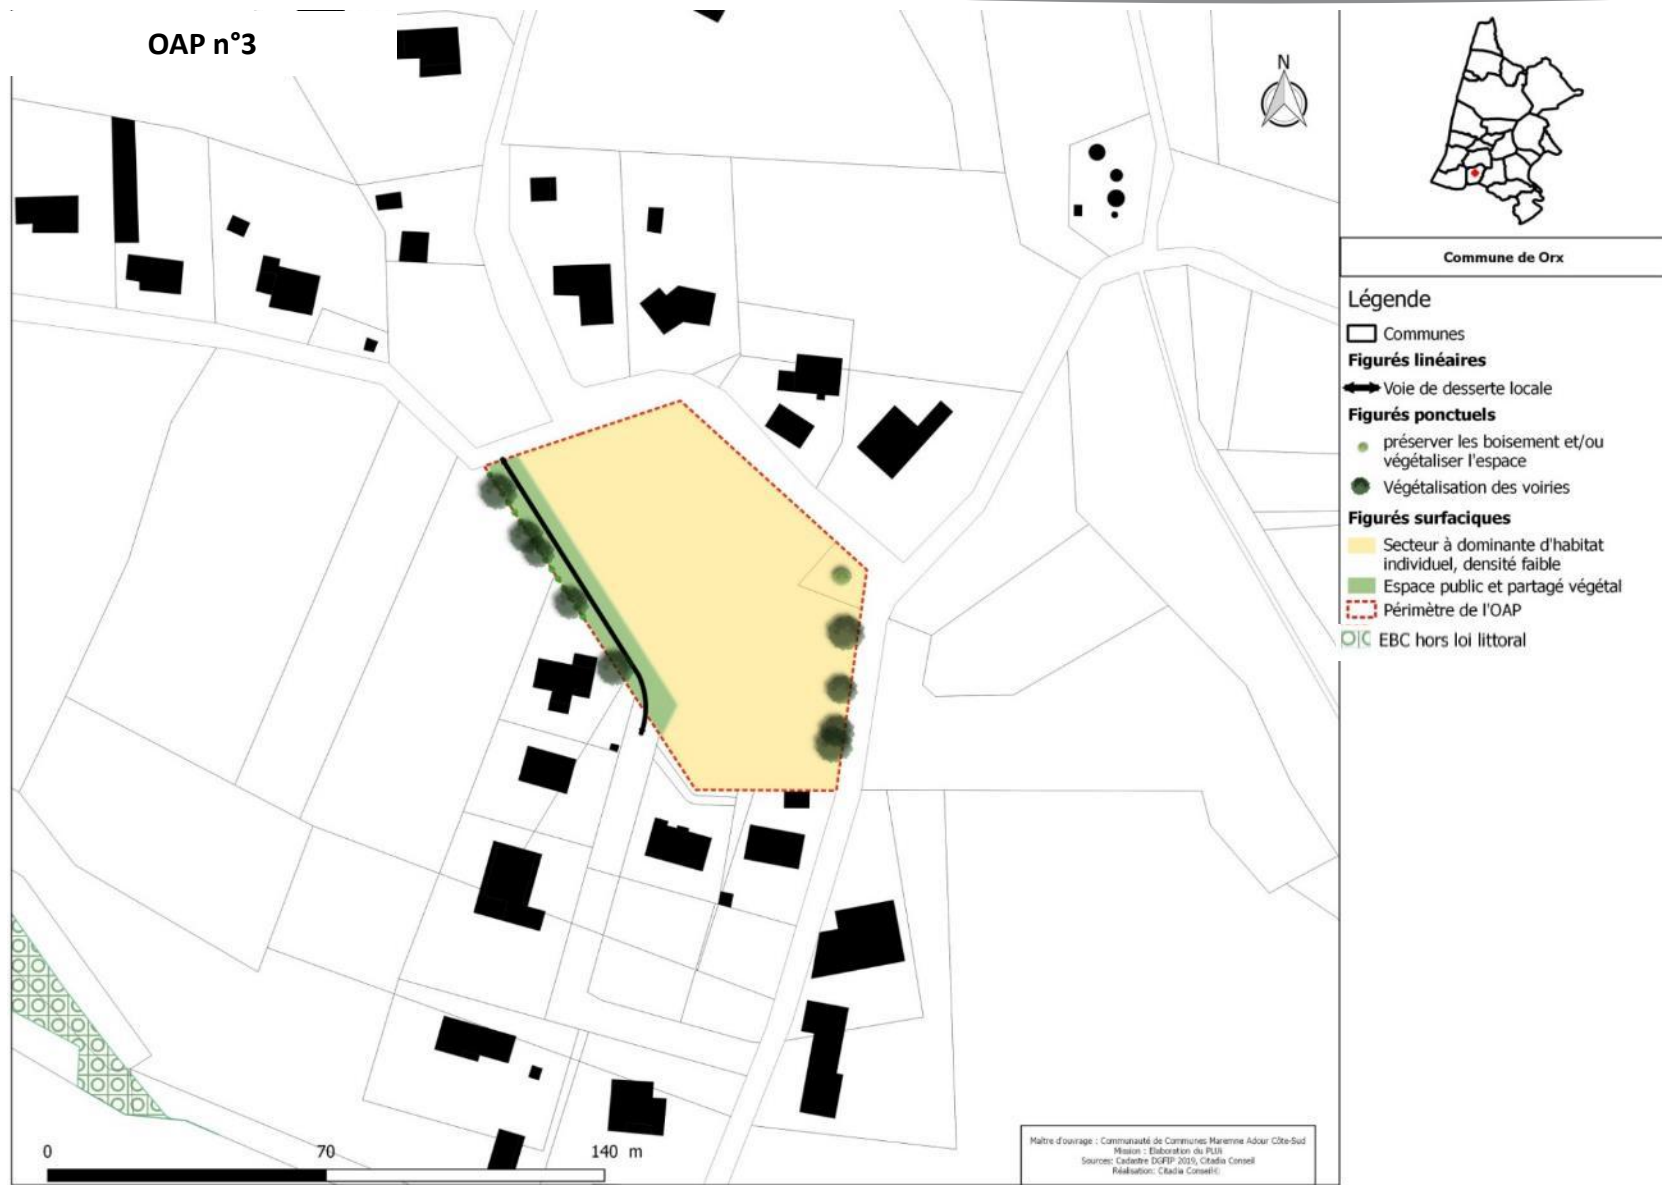 OAP n°3
N
Commune de Orx
Légende
Communes
Figurés linéaires
Voie de desserte locale
Figurés ponctuels
préserver les boisement et/ou
végétaliser l'espace
Végétalisation des voiries
Figurés surfaciques
Secteur à dominante d'habitat
individuel, densité faible
Espace public et partagé végétal
Périmètre de l'OAP
EBC hors loi littoral
0 70 140 m
Maître d'ouvrage : Communauté de Communes Maremne Adour Côte-Sud
Mission : Elaboration du PLUi
Sources: Cadastre DGFIP 2019, Citadia Conseil
Réalisation: Citadia Conseil©